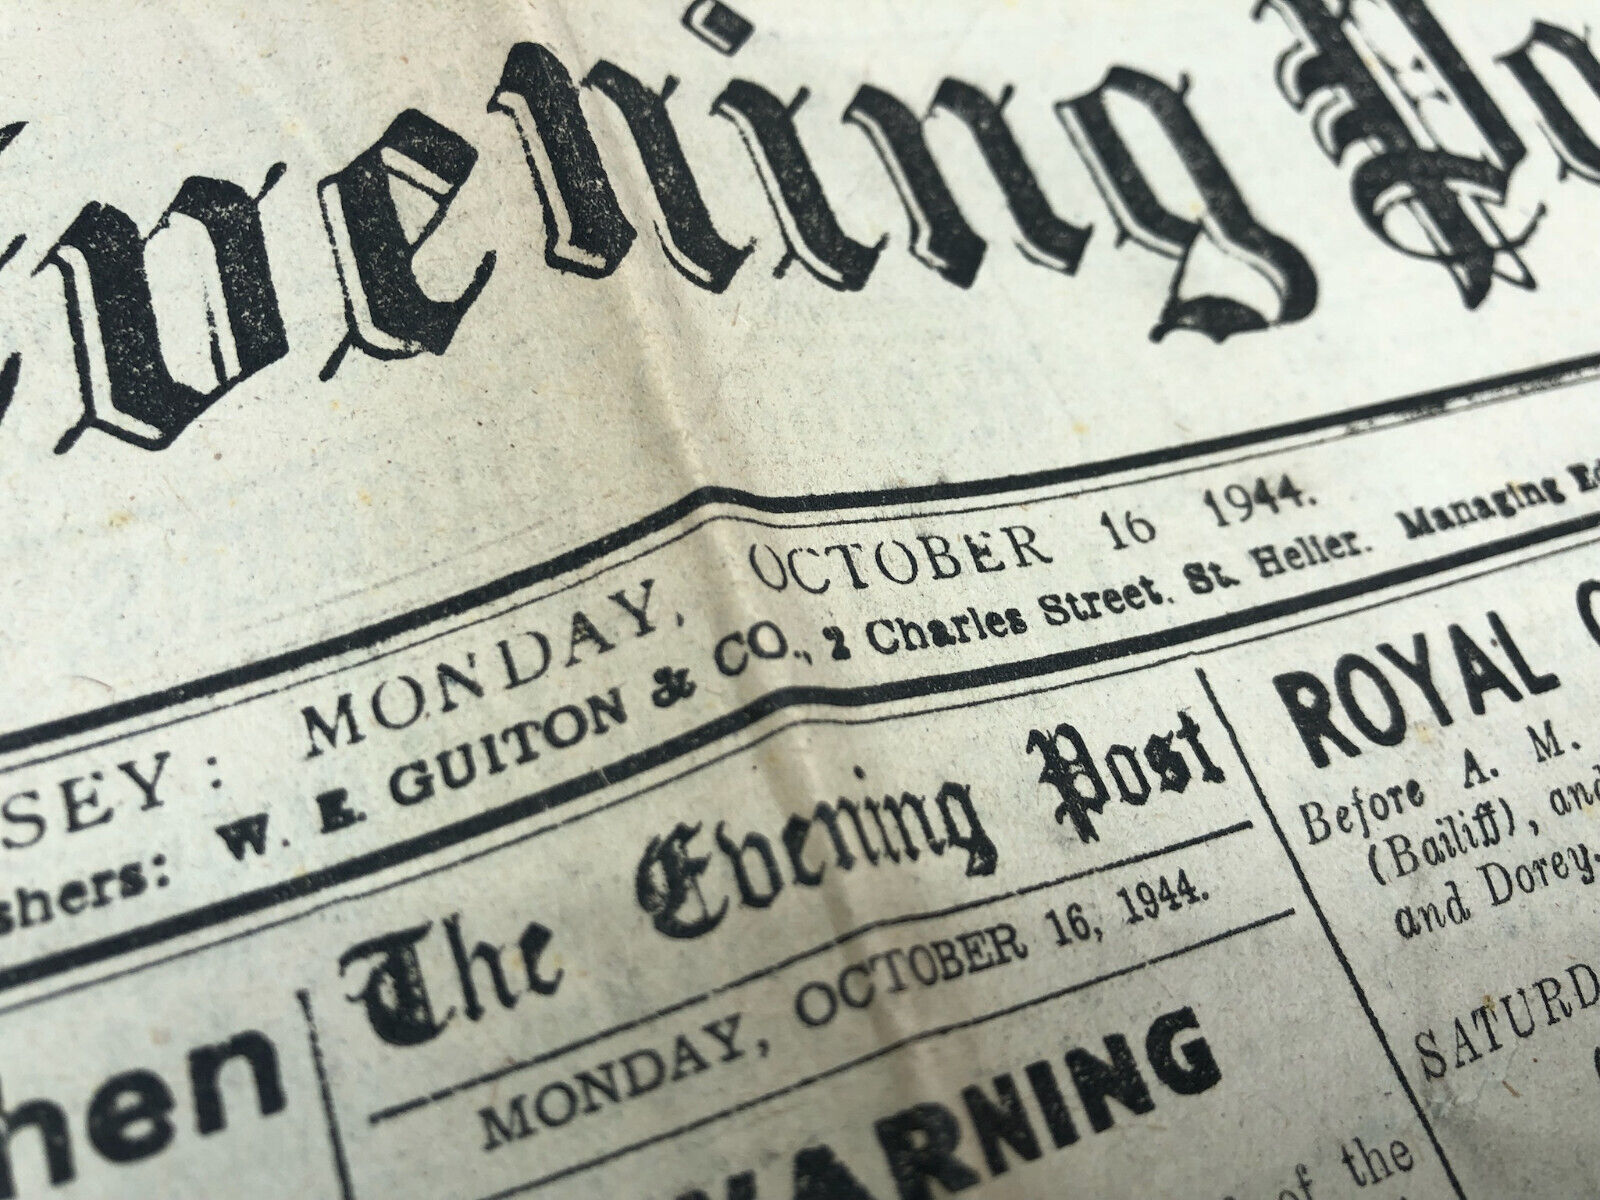 Evening
SEY: MONDAY, OCTOBER 16 1944.
shers: W. E. GUITON & CO., 2 Charles Street, St. Helier. Managing Ed
hen
The Evening Post
MONDAY, OCTOBER 16, 1944.
WARNING
of the
ROYAL
Before A. M.
(Bailiff), and
and Dorey.
SATURD